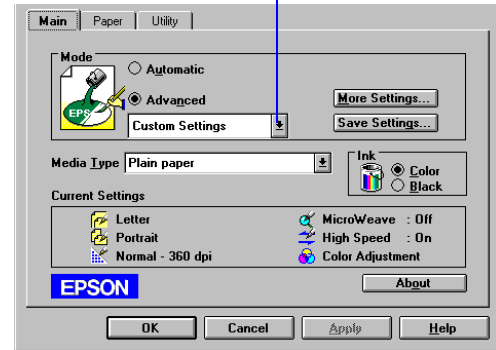 Main Paper Utility
Mode
Automatic
EPS
Advanced
More Settings...
Custom Settings
Save Settings...
Media Type Plain paper
Ink
Color
Black
Current Settings
Letter
MicroWeave : Off
Portrait
High Speed : On
Normal - 360 dpi
Color Adjustment
EPSON
About
OK Cancel Apply Help